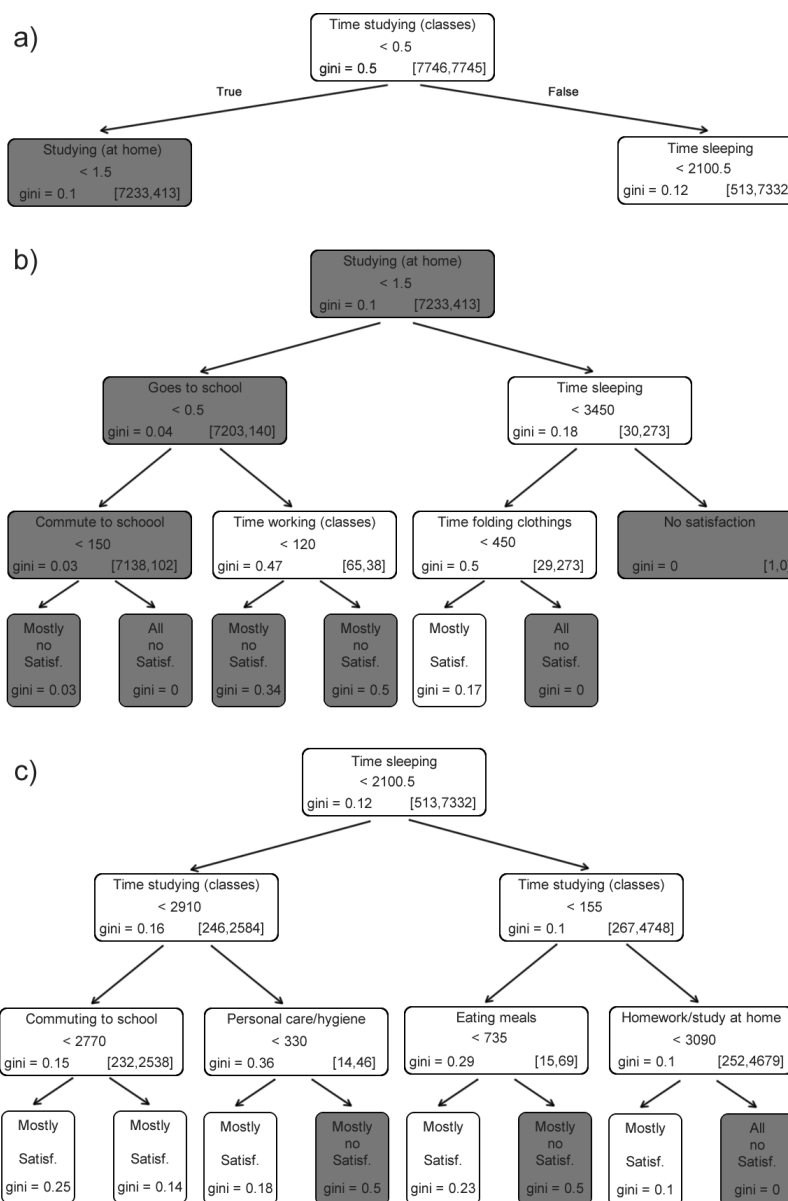 a)
Time studying (classes)
< 0.5
gini = 0.5 [7746,7745]
True False
Studying (at home)
< 1.5
gini = 0.1 [7233,413]
Time sleeping
< 2100.5
gini = 0.12 [513,7332
b)
Studying (at home)
< 1.5
gini = 0.1 [7233,413]
Goes to school
< 0.5
gini = 0.04 [7203,140]
Time sleeping
< 3450
gini = 0.18 [30,273]
Commute to schoool
< 150
gini = 0.03 [7138,102]
Time working (classes)
< 120
gini = 0.47 [65,38]
Time folding clothings
< 450
gini = 0.5 [29,273]
No satisfaction
gini = 0 [1,0
Mostly
no
Satisf.
gini = 0.03
All
no
Satisf.
gini = 0
Mostly
no
Satisf.
gini = 0.34
Mostly
no
Satisf.
gini = 0.5
Mostly
Satisf.
gini = 0.17
All
no
Satisf.
gini = 0
c)
Time sleeping
< 2100.5
gini = 0.12 [513,7332]
Time studying (classes)
< 2910
gini = 0.16 [246,2584]
Time studying (classes)
< 155
gini = 0.1 [267,4748]
Commuting to school
< 2770
gini = 0.15 [232,2538]
Personal care/hygiene
< 330
gini = 0.36 [14,46]
Eating meals
< 735
gini = 0.29 [15,69]
Homework/study at home
< 3090
gini = 0.1 [252,4679]
Mostly
Satisf.
gini = 0.25
Mostly
Satisf.
gini = 0.14
Mostly
Satisf.
gini = 0.18
Mostly
no
Satisf.
gini = 0.5
Mostly
Satisf.
gini = 0.23
Mostly
no
Satisf.
gini = 0.5
Mostly
Satisf.
gini = 0.1
All
no
Satisf.
gini = 0